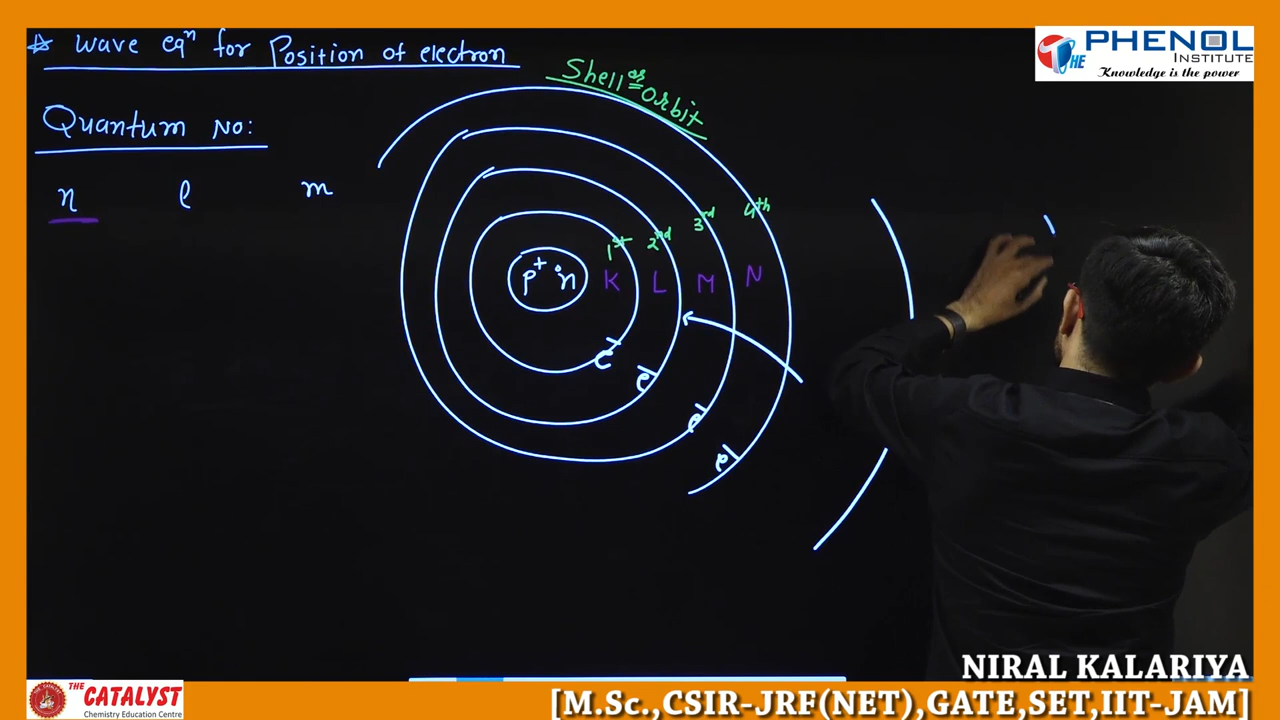 ☆ Wave eqⁿ for Position of electron
Quantum No:
n l m
Shell or Orbit
1st 2nd 3rd 4th
p+ °n K L M N
e-
e-
e-
e-
THE PHENOL
INSTITUTE
Knowledge is the power
THE CATALYST
Chemistry Education Centre
NIRAL KALARIYA
[M.Sc.,CSIR-JRF(NET),GATE,SET,IIT-JAM]